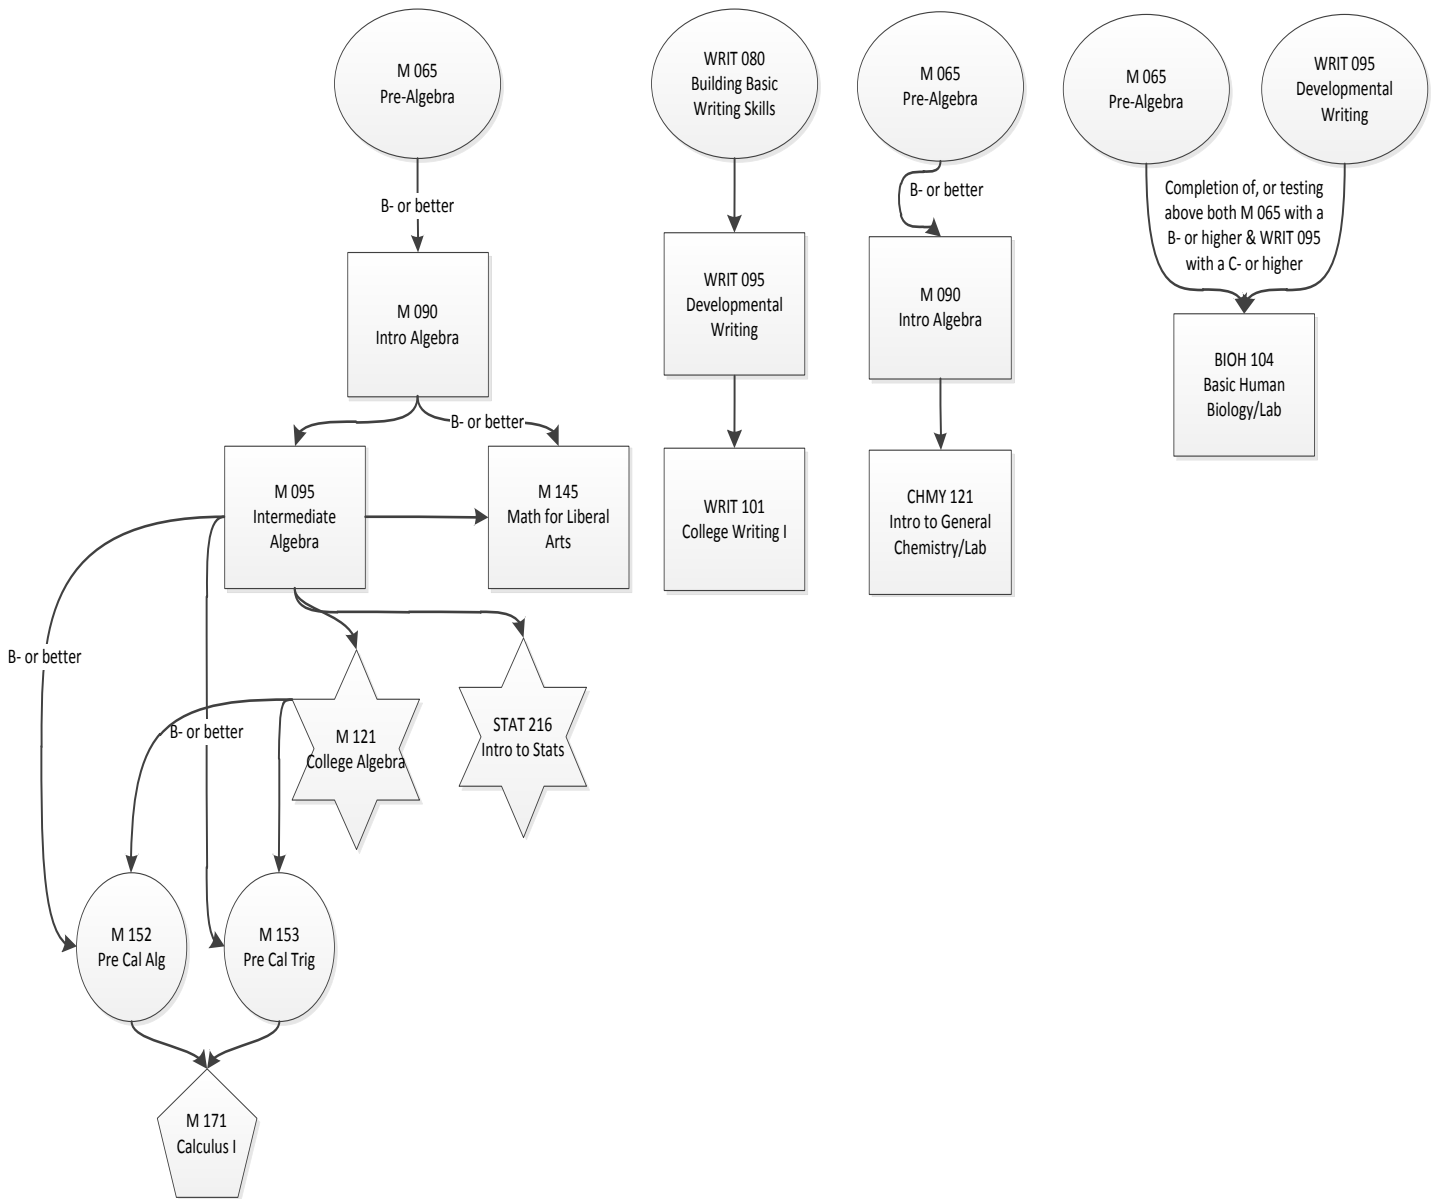 M 065
Pre-Algebra
B- or better
M 090
Intro Algebra
B- or better
M 095
Intermediate
Algebra
M 145
Math for Liberal
Arts
B- or better
B- or better
M 121
College Algebra
STAT 216
Intro to Stats
M 152
Pre Cal Alg
M 153
Pre Cal Trig
M 171
Calculus I
WRIT 080
Building Basic
Writing Skills
WRIT 095
Developmental
Writing
WRIT 101
College Writing I
M 065
Pre-Algebra
B- or better
M 090
Intro Algebra
CHMY 121
Intro to General
Chemistry/Lab
M 065
Pre-Algebra
WRIT 095
Developmental
Writing
Completion of, or testing
above both M 065 with a
B- or higher & WRIT 095
with a C- or higher
BIOH 104
Basic Human
Biology/Lab